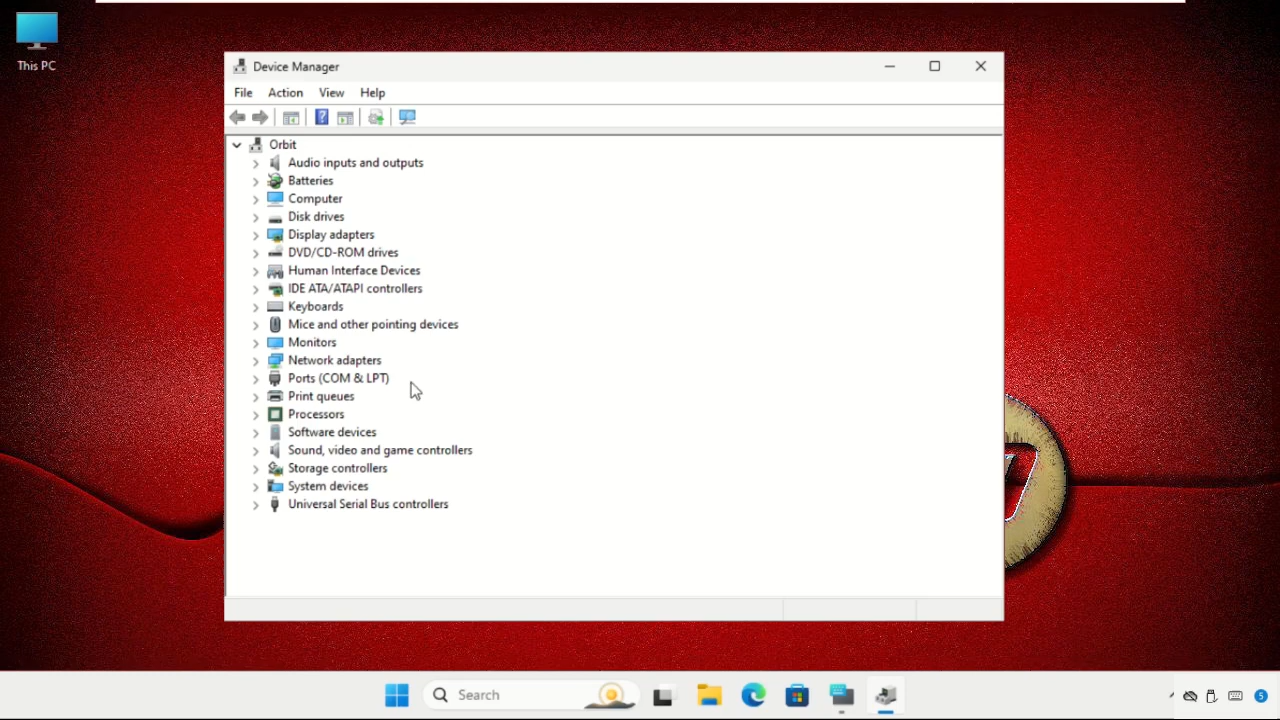 This PC
Device Manager
File Action View Help
Orbit
Audio inputs and outputs
Batteries
Computer
Disk drives
Display adapters
DVD/CD-ROM drives
Human Interface Devices
IDE ATA/ATAPI controllers
Keyboards
Mice and other pointing devices
Monitors
Network adapters
Ports (COM & LPT)
Print queues
Processors
Software devices
Sound, video and game controllers
Storage controllers
System devices
Universal Serial Bus controllers
Search
5